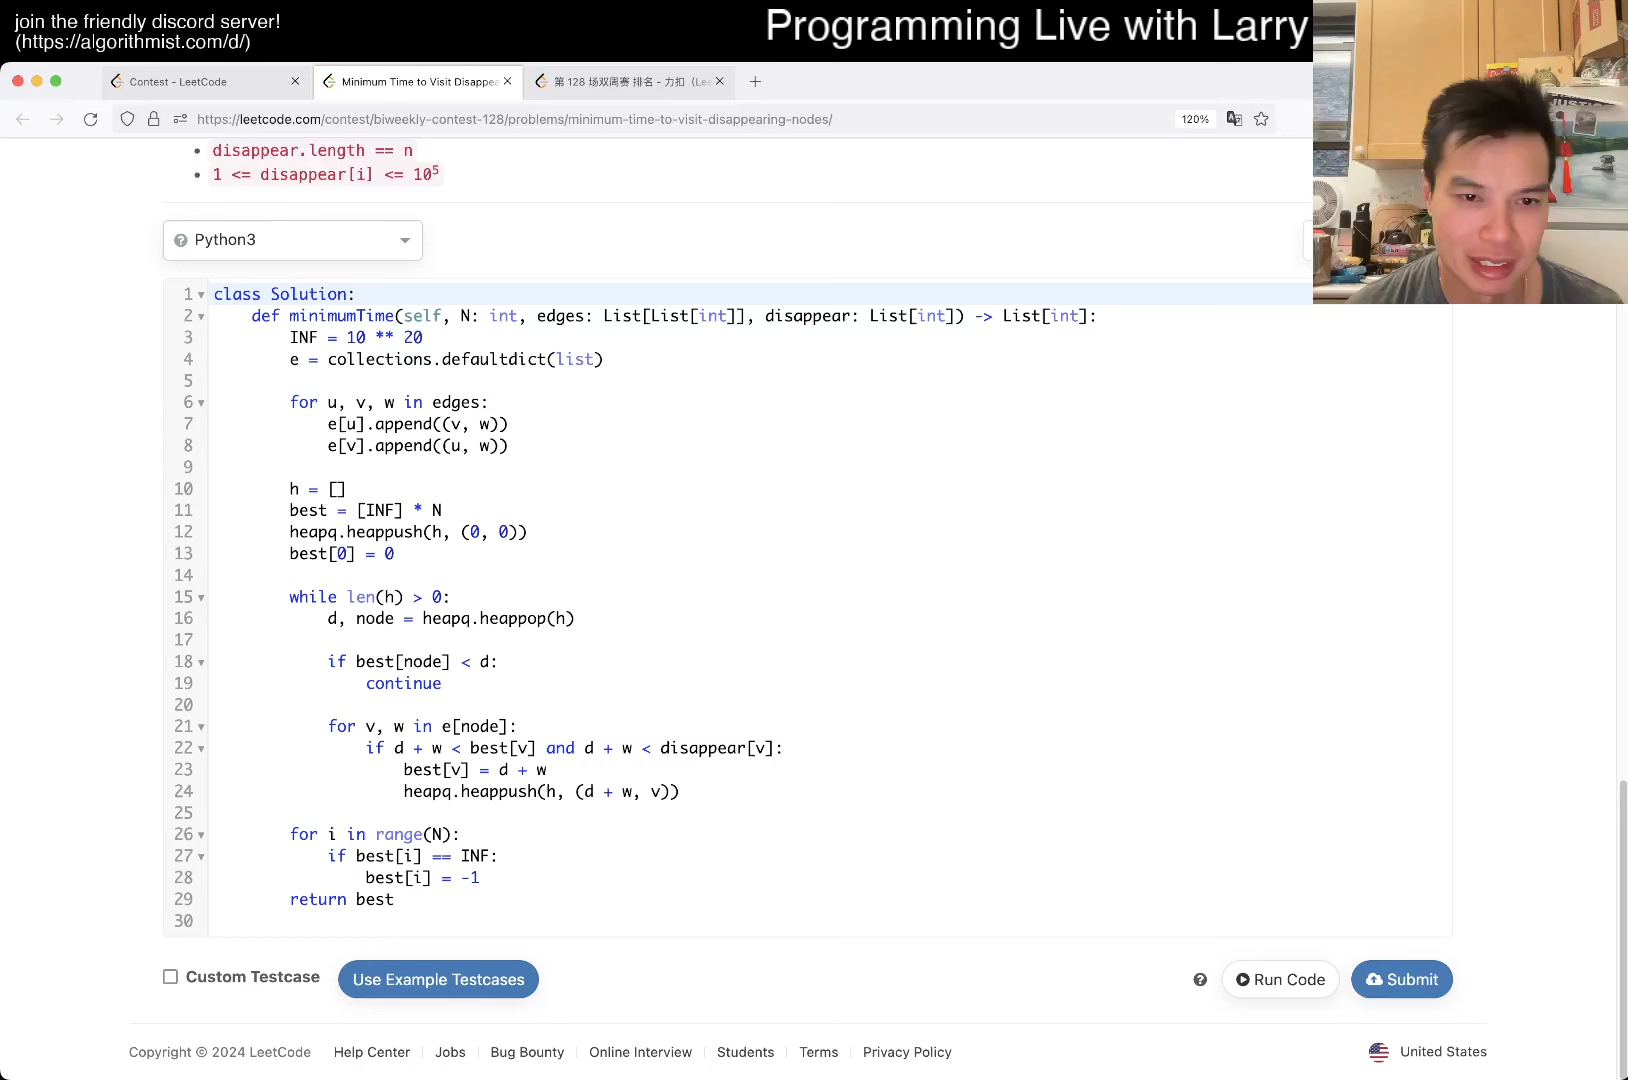 join the friendly discord server!
(https://algorithmist.com/d/)
Programming Live with Larry
Contest - LeetCode
Minimum Time to Visit Disappea
第 128 场双周赛 排名 - 力扣（Lee
https://leetcode.com/contest/biweekly-contest-128/problems/minimum-time-to-visit-disappearing-nodes/
120%
disappear.length == n
1 <= disappear[i] <= 10^5
Python3
1 class Solution:
2 def minimumTime(self, N: int, edges: List[List[int]], disappear: List[int]) -> List[int]:
3 INF = 10 ** 20
4 e = collections.defaultdict(list)
5
6 for u, v, w in edges:
7 e[u].append((v, w))
8 e[v].append((u, w))
9
10 h = []
11 best = [INF] * N
12 heapq.heappush(h, (0, 0))
13 best[0] = 0
14
15 while len(h) > 0:
16 d, node = heapq.heappop(h)
17
18 if best[node] < d:
19 continue
20
21 for v, w in e[node]:
22 if d + w < best[v] and d + w < disappear[v]:
23 best[v] = d + w
24 heapq.heappush(h, (d + w, v))
25
26 for i in range(N):
27 if best[i] == INF:
28 best[i] = -1
29 return best
30
Custom Testcase
Use Example Testcases
Run Code
Submit
Copyright © 2024 LeetCode
Help Center
Jobs
Bug Bounty
Online Interview
Students
Terms
Privacy Policy
United States